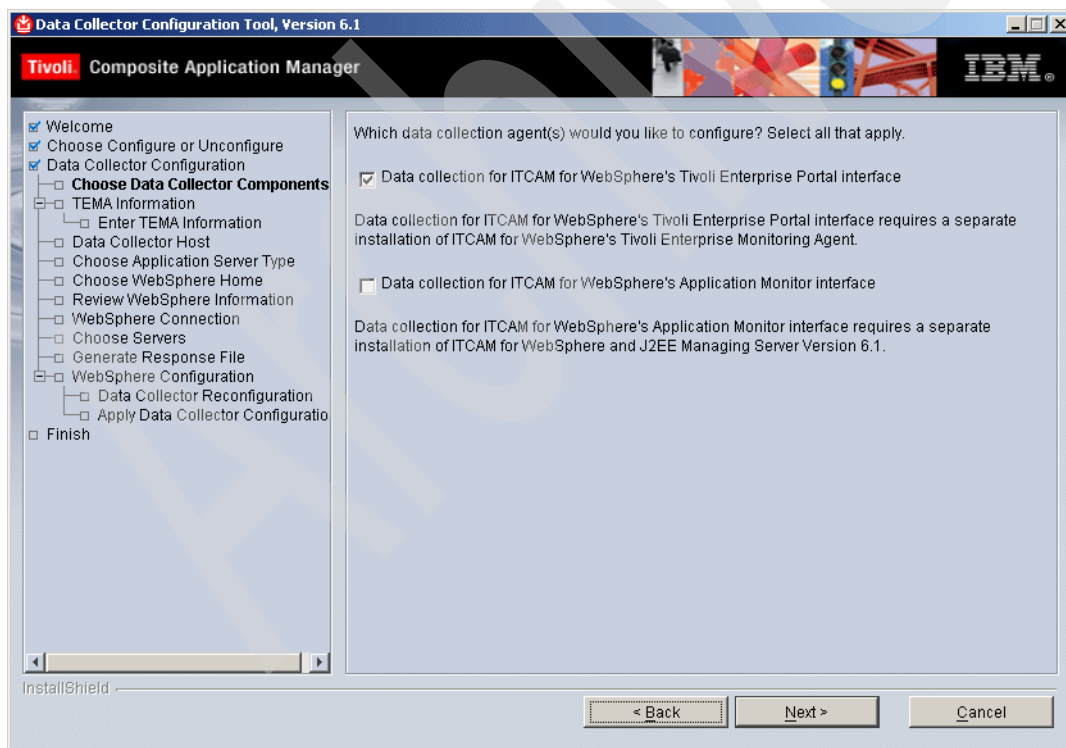 Data Collector Configuration Tool, Version 6.1
Tivoli. Composite Application Manager
IBM®
Welcome
Choose Configure or Unconfigure
Data Collector Configuration
Choose Data Collector Components
TEMA Information
Enter TEMA Information
Data Collector Host
Choose Application Server Type
Choose WebSphere Home
Review WebSphere Information
WebSphere Connection
Choose Servers
Generate Response File
WebSphere Configuration
Data Collector Reconfiguration
Apply Data Collector Configuratio
Finish
Which data collection agent(s) would you like to configure? Select all that apply.
Data collection for ITCAM for WebSphere's Tivoli Enterprise Portal interface
Data collection for ITCAM for WebSphere's Tivoli Enterprise Portal interface requires a separate
installation of ITCAM for WebSphere's Tivoli Enterprise Monitoring Agent.
Data collection for ITCAM for WebSphere's Application Monitor interface
Data collection for ITCAM for WebSphere's Application Monitor interface requires a separate
installation of ITCAM for WebSphere and J2EE Managing Server Version 6.1.
InstallShield
< Back
Next >
Cancel